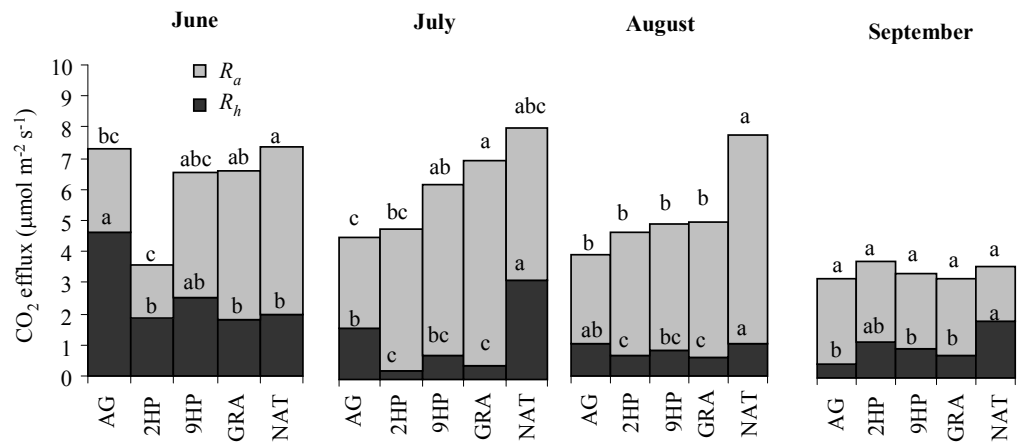 June
July
August
September
CO2 efflux (µmol m-2 s-1)
10
9
8
7
6
5
4
3
2
1
0
Ra
Rh
bc
c
abc
ab
a
a
b
ab
b
b
AG
2HP
9HP
GRA
NAT
c
bc
ab
a
abc
b
c
bc
c
a
AG
2HP
9HP
GRA
NAT
b
b
b
b
a
ab
c
bc
c
a
AG
2HP
9HP
GRA
NAT
a
a
a
a
a
b
ab
b
b
a
AG
2HP
9HP
GRA
NAT